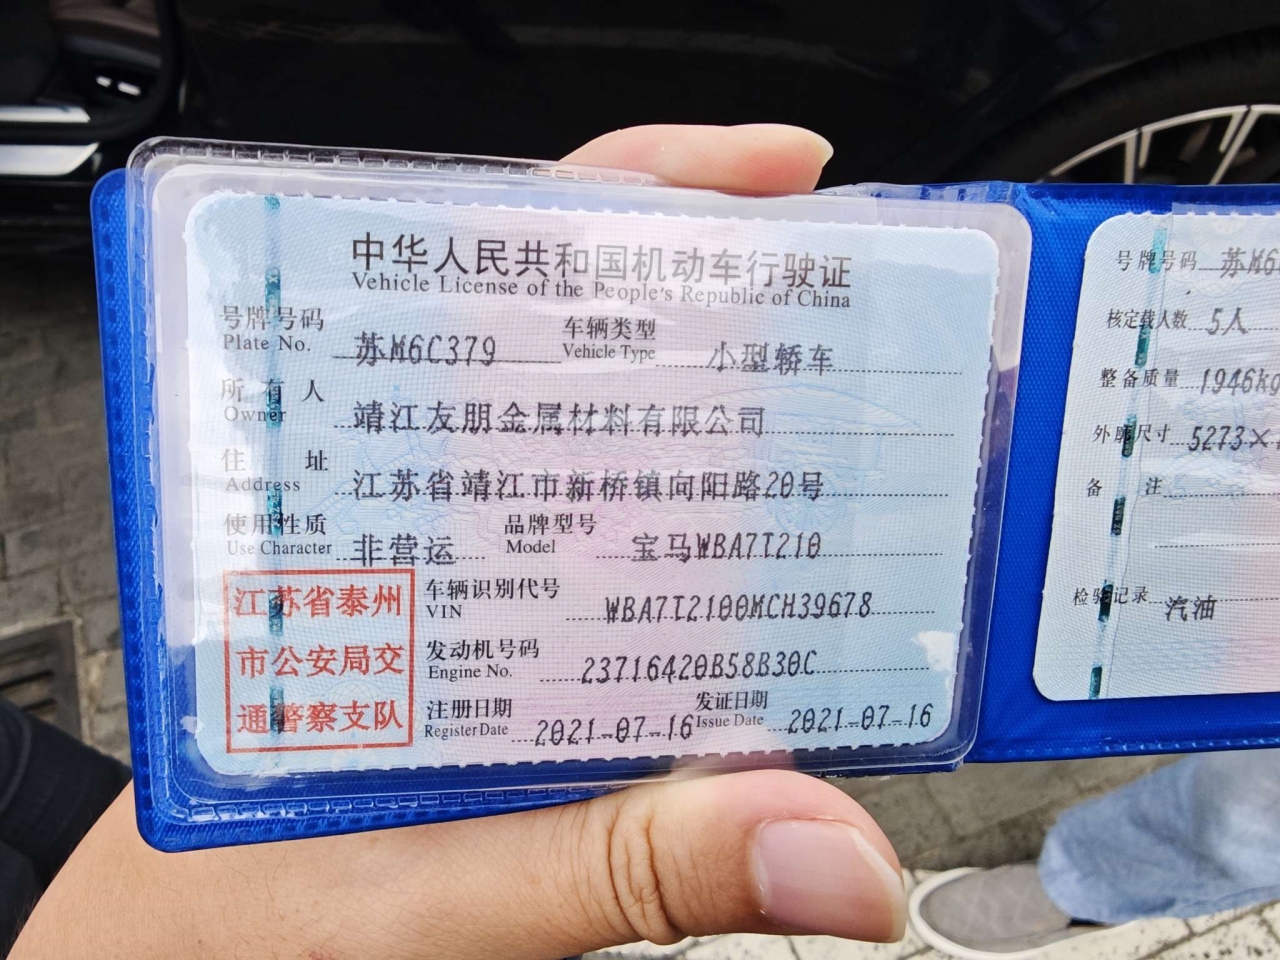 中华人民共和国机动车行驶证
Vehicle License of the People's Republic of China
号牌号码 苏M6C379 车辆类型 小型轿车
Plate No. Vehicle Type
所有人 靖江友朋金属材料有限公司
Owner
住址 江苏省靖江市新桥镇向阳路20号
Address
使用性质 非营运 品牌型号 宝马WBA7T210
Use Character Model
江苏省泰州
市公安局交
通警察支队
车辆识别代号 WBA7T2100MCH39678
VIN
发动机号码 23716420B58B30C
Engine No.
注册日期 2021-07-16 发证日期 2021-07-16
Register Date Issue Date
号牌号码 苏M6
核定载人数 5人
整备质量 1946kg
外廓尺寸 5273×
备注
检验记录 汽油